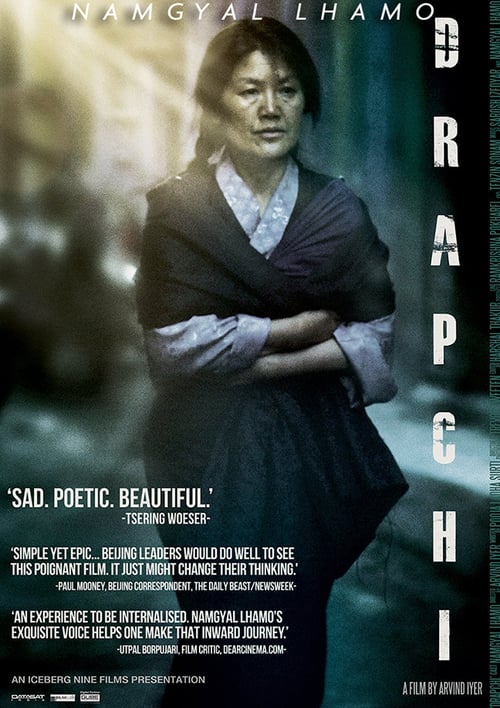 NAMGYAL LHAMO
DRAPCHI
'SAD. POETIC. BEAUTIFUL.'
-TSERING WOESER-
'SIMPLE YET EPIC... BEIJING LEADERS WOULD DO WELL TO SEE
THIS POIGNANT FILM. IT JUST MIGHT CHANGE THEIR THINKING.'
-PAUL MOONEY, BEIJING CORRESPONDENT, THE DAILY BEAST/NEWSWEEK-
'AN EXPERIENCE TO BE INTERNALISED. NAMGYAL LHAMO'S
EXQUISITE VOICE HELPS ONE MAKE THAT INWARD JOURNEY.'
-UTPAL BORPUJARI, FILM CRITIC, DEARCINEMA.COM-
AN ICEBERG NINE FILMS PRESENTATION
A FILM BY ARVIND IYER
DATASAT